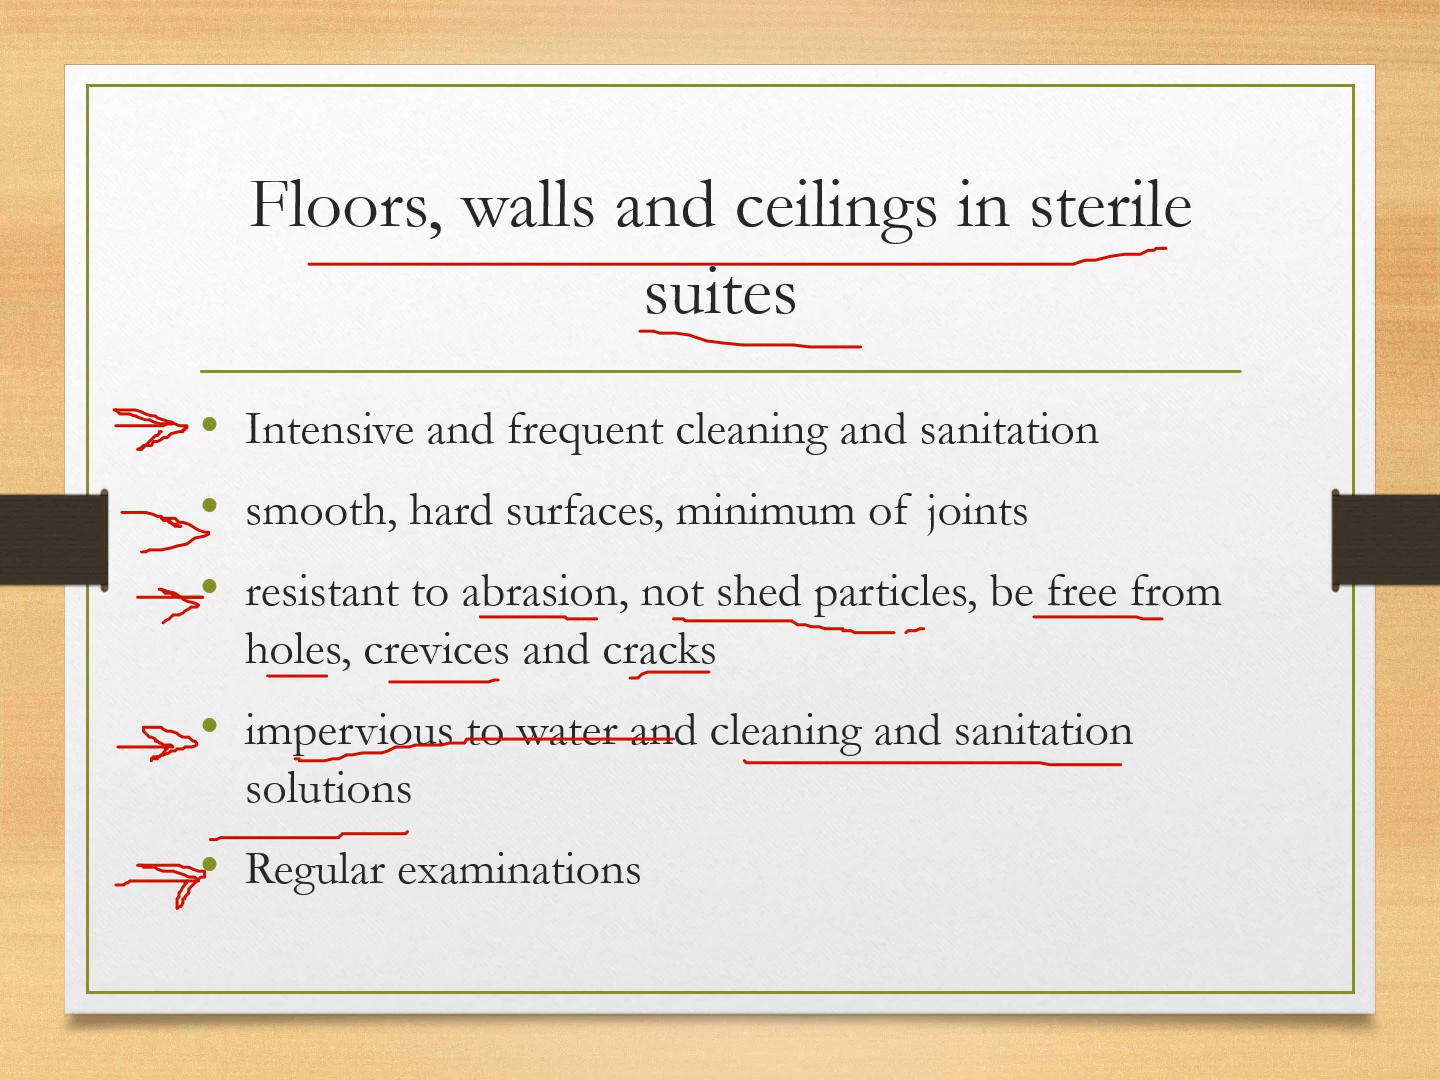 Floors, walls and ceilings in sterile
suites
• Intensive and frequent cleaning and sanitation
• smooth, hard surfaces, minimum of joints
• resistant to abrasion, not shed particles, be free from
holes, crevices and cracks
• impervious to water and cleaning and sanitation
solutions
• Regular examinations